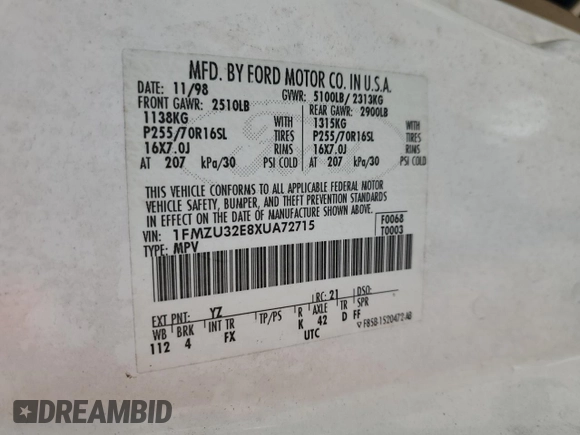 MFD. BY FORD MOTOR CO. IN U.S.A.
DATE: 11/98 GVWR: 5100LB/ 2313KG
FRONT GAWR: 2510LB REAR GAWR: 2900LB
1138KG WITH 1315KG WITH
P255/70R16SL TIRES P255/70R16SL TIRES
16X7.0J RIMS 16X7.0J RIMS
AT 207 kPa/30 PSI COLD AT 207 kPa/30 PSI COLD
THIS VEHICLE CONFORMS TO ALL APPLICABLE FEDERAL MOTOR
VEHICLE SAFETY, BUMPER, AND THEFT PREVENTION STANDARDS
IN EFFECT ON THE DATE OF MANUFACTURE SHOWN ABOVE.
VIN: 1FMZU32E8XUA72715 F0068
TYPE: MPV T0003
EXT PNT: YZ RC: 21 DSO:
WB BRK INT TR TP/PS R AXLE TR SPR
112 4 FX K 42 D FF
UTC ▽ F85B-1520472-AB
DREAMBID